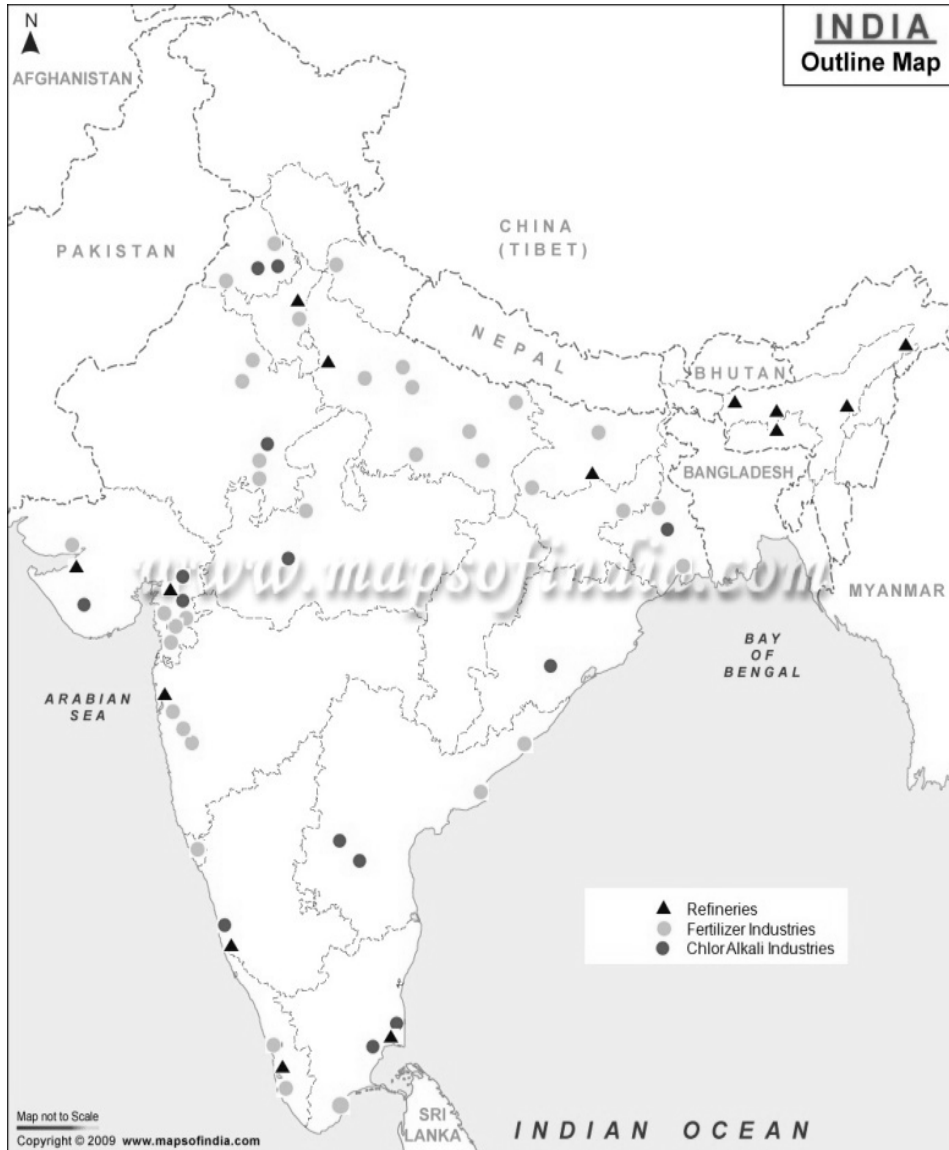 N
INDIA
Outline Map
AFGHANISTAN
CHINA
(TIBET)
PAKISTAN
NEPAL
BHUTAN
BANGLADESH
www.mapsofindia.com
MYANMAR
BAY
OF
BENGAL
ARABIAN
SEA
Refineries
Fertilizer Industries
Chlor Alkali Industries
Map not to Scale
Copyright © 2009 www.mapsofindia.com
SRI
LANKA
INDIAN OCEAN